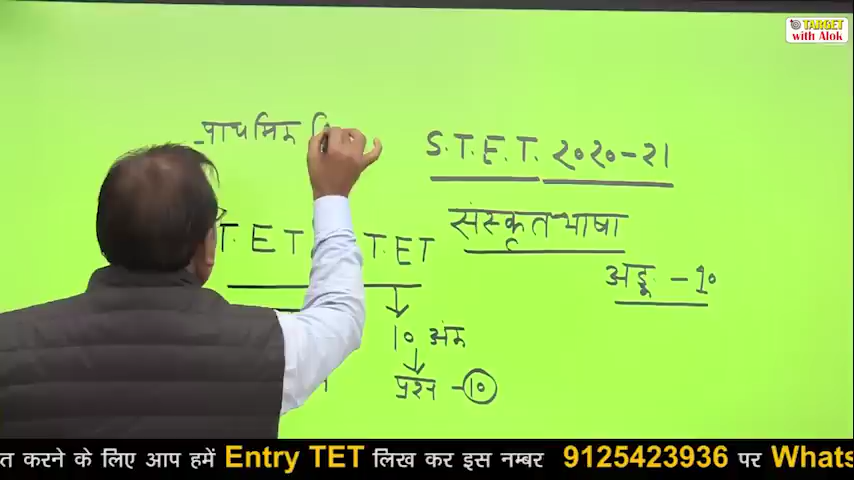 TARGET
with Alok
प्राथमिक
S.T.E.T. २०२०-२१
T.ET TET
संस्कृत-भाषा
अङ्क - १०
१० अंक
प्रश्न - १०
त करने के लिए आप हमें Entry TET लिख कर इस नम्बर 9125423936 पर Whats